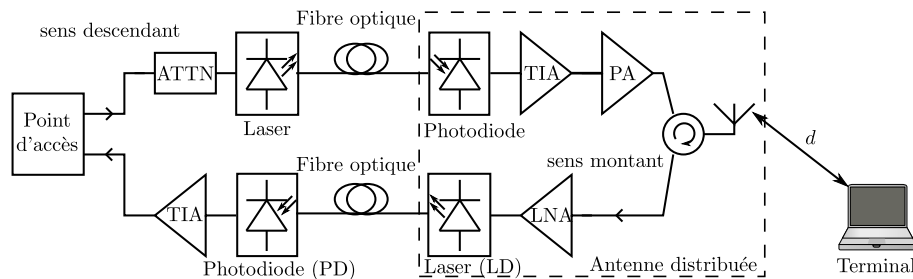 Fibre optique
sens descendant
ATTN
TIA
PA
Point
d'accès
Laser
Photodiode
d
Fibre optique
sens montant
TIA
LNA
Photodiode (PD)
Laser (LD)
Antenne distribuée
Terminal